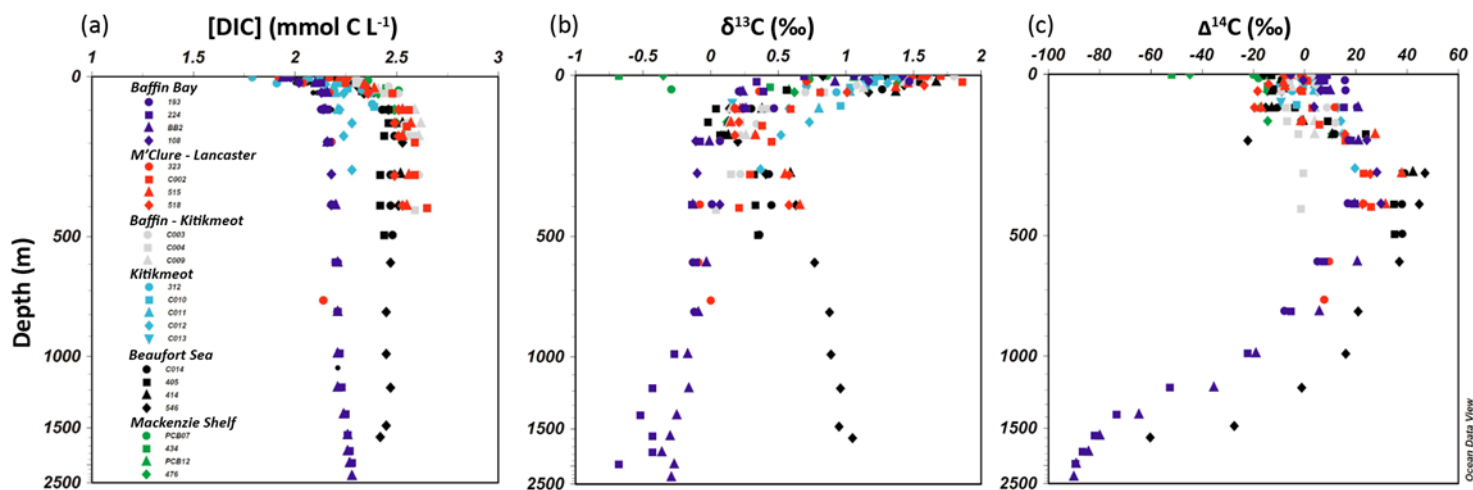 (a) [DIC] (mmol C L⁻¹)
1 1.5 2 2.5 3
Depth (m)
0
500
1000
1500
2500
Baffin Bay
193
224
BB2
108
M'Clure - Lancaster
323
C002
515
518
Baffin - Kitikmeot
C003
C004
C009
Kitikmeot
312
C010
C011
C012
C013
Beaufort Sea
C014
405
414
546
Mackenzie Shelf
PCB07
434
PCB12
476
(b) δ¹³C (‰)
-1 -0.5 0 0.5 1 1.5 2
0
500
1000
1500
2500
(c) Δ¹⁴C (‰)
-100 -80 -60 -40 -20 0 20 40 60
0
500
1000
1500
2500
Ocean Data View